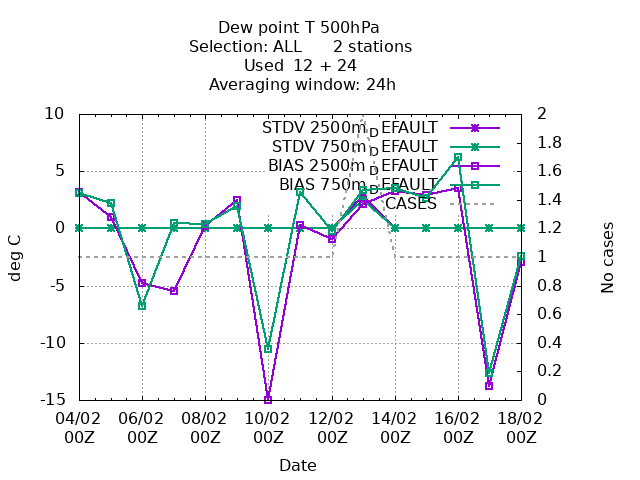 Dew point T 500hPa
Selection: ALL      2 stations
Used  12 + 24
Averaging window: 24h
10
5
0
-5
-10
-15
deg C
STDV 2500m_DEFAULT
STDV 750m_DEFAULT
BIAS 2500m_DEFAULT
BIAS 750m_DEFAULT
CASES
2
1.8
1.6
1.4
1.2
1
0.8
0.6
0.4
0.2
0
No cases
04/02 06/02 08/02 10/02 12/02 14/02 16/02 18/02
00Z 00Z 00Z 00Z 00Z 00Z 00Z 00Z
Date